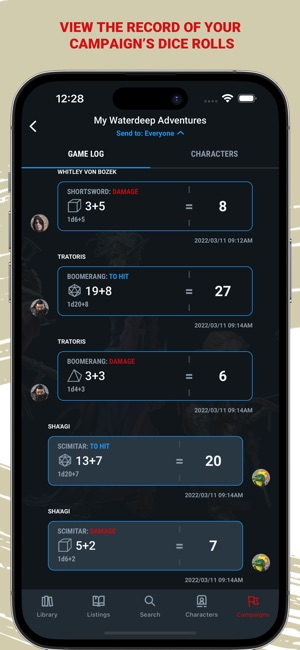 VIEW THE RECORD OF YOUR
CAMPAIGN'S DICE ROLLS
12:28
My Waterdeep Adventures
Send to: Everyone
GAME LOG
CHARACTERS
WHITLEY VON BOZEK
SHORTSWORD: DAMAGE
3+5 = 8
1d6+5
2022/03/11 09:12AM
TRATORIS
BOOMERANG: TO HIT
19+8 = 27
1d20+8
2022/03/11 09:14AM
TRATORIS
BOOMERANG: DAMAGE
3+3 = 6
1d4+3
2022/03/11 09:14AM
SHA'AGI
SCIMITAR: TO HIT
13+7 = 20
1d20+7
2022/03/11 09:14AM
SHA'AGI
SCIMITAR: DAMAGE
5+2 = 7
1d6+2
2022/03/11 09:14AM
Library
Listings
Search
Characters
Campaigns